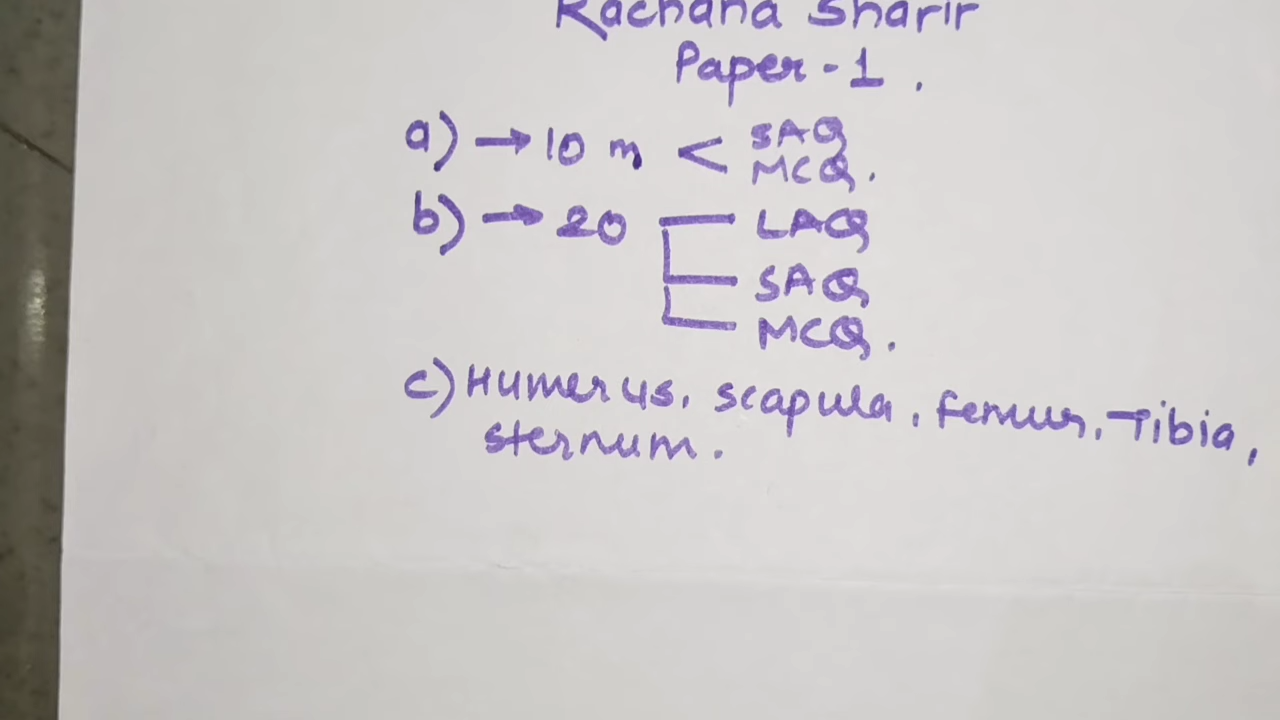 Rachana Sharir
Paper - 1.
a) → 10 m < SAQ
MCQ.
b) → 20 LAQ
SAQ
MCQ.
c) Humerus, scapula, femur, Tibia,
sternum.